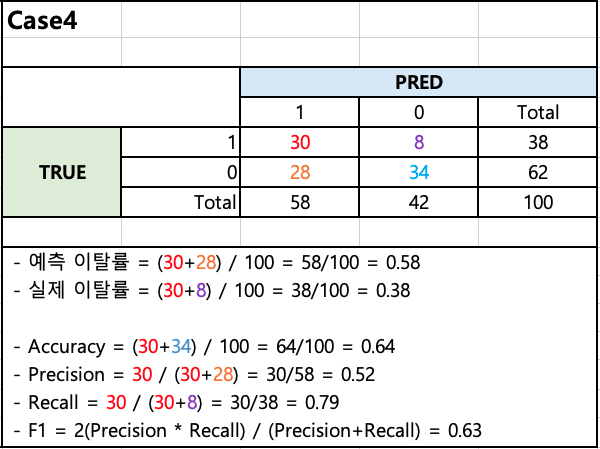 Case4
PRED
1 0 Total
1 30 8 38
TRUE 0 28 34 62
Total 58 42 100
- 예측 이탈률 = (30+28) / 100 = 58/100 = 0.58
- 실제 이탈률 = (30+8) / 100 = 38/100 = 0.38
- Accuracy = (30+34) / 100 = 64/100 = 0.64
- Precision = 30 / (30+28) = 30/58 = 0.52
- Recall = 30 / (30+8) = 30/38 = 0.79
- F1 = 2(Precision * Recall) / (Precision+Recall) = 0.63